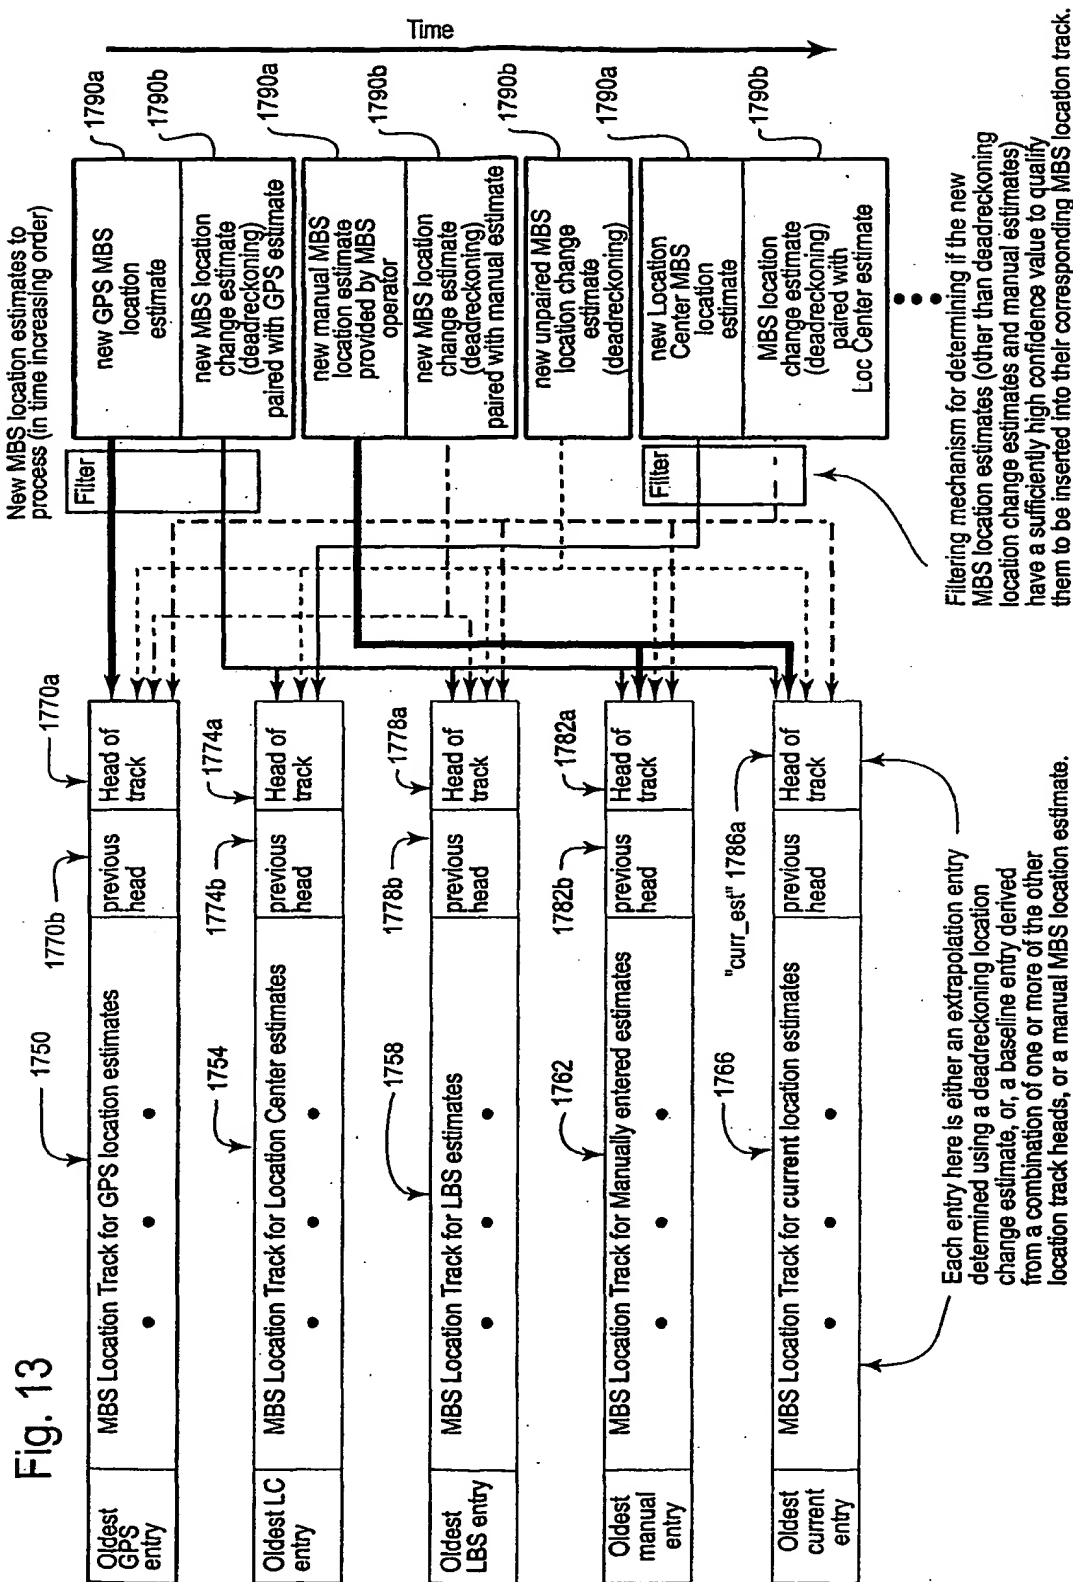 Fig. 13
New MBS location estimates to
process (in time increasing order)
Time
1790a
1790b
1790a
1790b
1790b
1790a
1790a
1790b
new GPS MBS
location
estimate
new MBS location
change estimate
(deadreckoning)
paired with GPS estimate
new manual MBS
location estimate
provided by MBS
operator
new MBS location
change estimate
(deadreckoning)
paired with manual estimate
new unpaired MBS
location change
estimate
(deadreckoning)
new Location
Center MBS
location
estimate
MBS location
change estimate
(deadreckoning)
paired with
Loc Center estimate
Filter
Filter
Filtering mechanism for determining if the new
MBS location estimates (other than deadreckoning
location change estimates and manual estimates)
have a sufficiently high confidence value to qualify
them to be inserted into their corresponding MBS location track.
1750
1770b
1770a
Oldest
GPS
entry
MBS Location Track for GPS location estimates
previous
head
Head of
track
1754
1774b
1774a
Oldest LC
entry
MBS Location Track for Location Center estimates
previous
head
Head of
track
1758
1778b
1778a
Oldest
LBS entry
MBS Location Track for LBS estimates
previous
head
Head of
track
1762
1782b
1782a
Oldest
manual
entry
MBS Location Track for Manually entered estimates
previous
head
Head of
track
1766
"curr_est" 1786a
Oldest
current
entry
MBS Location Track for current location estimates
previous
head
Head of
track
Each entry here is either an extrapolation entry
determined using a deadreckoning location
change estimate, or, a baseline entry derived
from a combination of one or more of the other
location track heads, or a manual MBS location estimate.